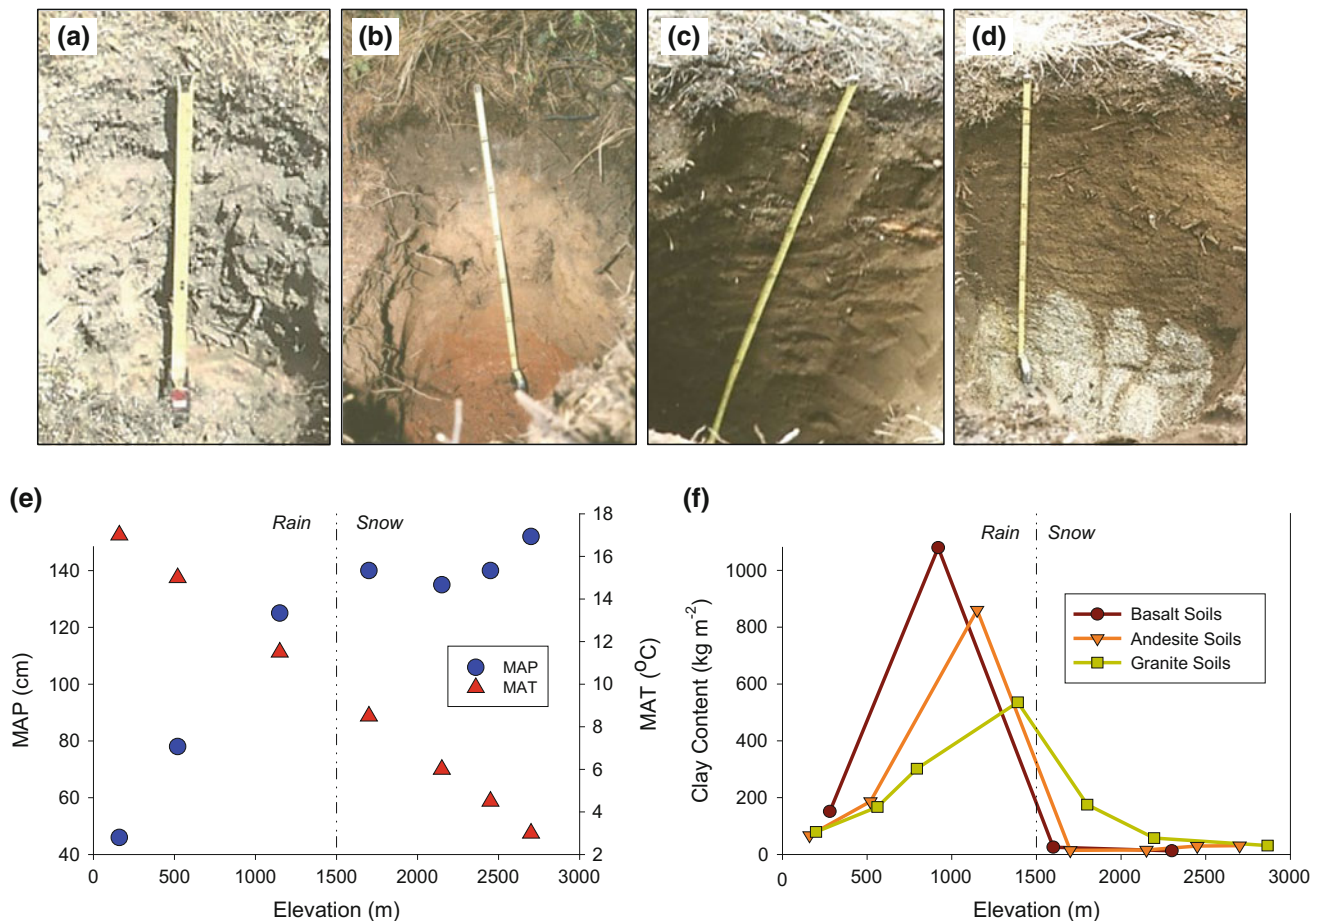 (a)
(b)
(c)
(d)
(e)
Rain
Snow
MAP (cm)
140
120
100
80
60
40
18
16
14
12
10
8
6
4
2
MAT (°C)
MAP
MAT
0
500
1000
1500
2000
2500
3000
Elevation (m)
(f)
Rain
Snow
Clay Content (kg m⁻²)
1000
800
600
400
200
0
Basalt Soils
Andesite Soils
Granite Soils
0
500
1000
1500
2000
2500
3000
Elevation (m)